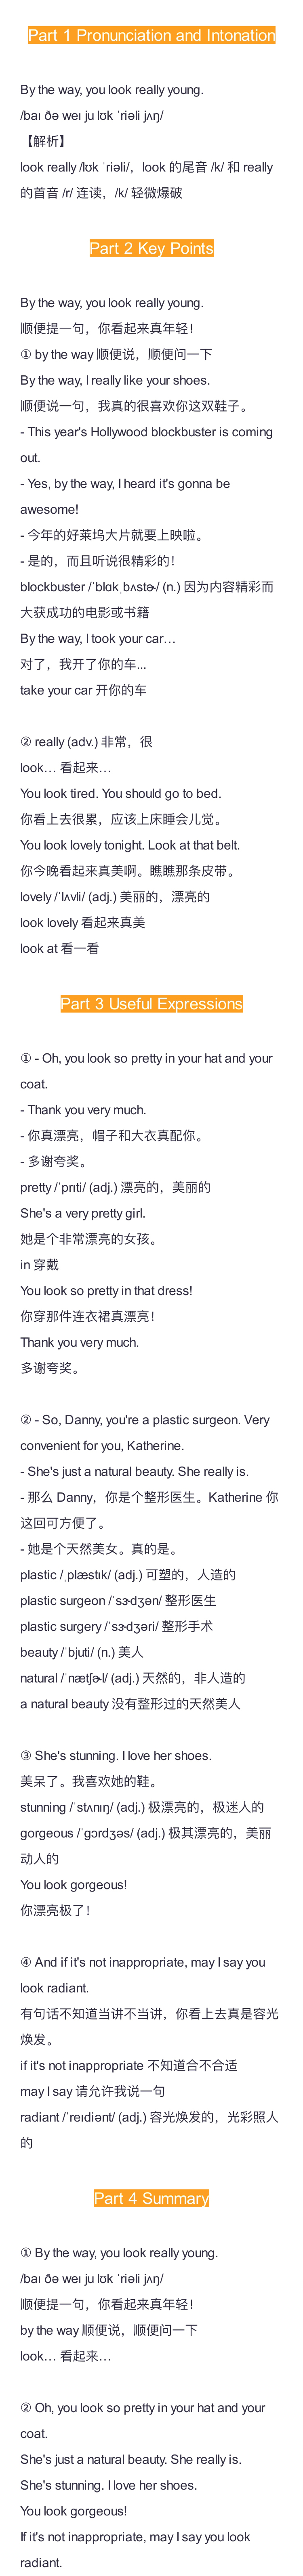 Part 1 Pronunciation and Intonation
By the way, you look really young.
/baɪ ðə weɪ ju lʊk ˈriəli jʌŋ/
【解析】
look really /lʊk ˈriəli/，look 的尾音 /k/ 和 really
的首音 /r/ 连读，/k/ 轻微爆破
Part 2 Key Points
By the way, you look really young.
顺便提一句，你看起来真年轻！
① by the way 顺便说，顺便问一下
By the way, I really like your shoes.
顺便说一句，我真的很喜欢你这双鞋子。
- This year's Hollywood blockbuster is coming
out.
- Yes, by the way, I heard it's gonna be
awesome!
- 今年的好莱坞大片就要上映啦。
- 是的，而且听说很精彩的！
blockbuster /ˈblɑkˌbʌstɚ/ (n.) 因为内容精彩而
大获成功的电影或书籍
By the way, I took your car…
对了，我开了你的车...
take your car 开你的车
② really (adv.) 非常，很
look… 看起来…
You look tired. You should go to bed.
你看上去很累，应该上床睡会儿觉。
You look lovely tonight. Look at that belt.
你今晚看起来真美啊。瞧瞧那条皮带。
lovely /ˈlʌvli/ (adj.) 美丽的，漂亮的
look lovely 看起来真美
look at 看一看
Part 3 Useful Expressions
① - Oh, you look so pretty in your hat and your
coat.
- Thank you very much.
- 你真漂亮，帽子和大衣真配你。
- 多谢夸奖。
pretty /ˈprɪti/ (adj.) 漂亮的，美丽的
She's a very pretty girl.
她是个非常漂亮的女孩。
in 穿戴
You look so pretty in that dress!
你穿那件连衣裙真漂亮！
Thank you very much.
多谢夸奖。
② - So, Danny, you're a plastic surgeon. Very
convenient for you, Katherine.
- She's just a natural beauty. She really is.
- 那么 Danny，你是个整形医生。Katherine 你
这回可方便了。
- 她是个天然美女。真的是。
plastic /ˌplæstɪk/ (adj.) 可塑的，人造的
plastic surgeon /ˈsɝdʒən/ 整形医生
plastic surgery /ˈsɝdʒəri/ 整形手术
beauty /ˈbjuti/ (n.) 美人
natural /ˈnætʃɚl/ (adj.) 天然的，非人造的
a natural beauty 没有整形过的天然美人
③ She's stunning. I love her shoes.
美呆了。我喜欢她的鞋。
stunning /ˈstʌnɪŋ/ (adj.) 极漂亮的，极迷人的
gorgeous /ˈgɔrdʒəs/ (adj.) 极其漂亮的，美丽
动人的
You look gorgeous!
你漂亮极了！
④ And if it's not inappropriate, may I say you
look radiant.
有句话不知道当讲不当讲，你看上去真是容光
焕发。
if it's not inappropriate 不知道合不合适
may I say 请允许我说一句
radiant /ˈreɪdiənt/ (adj.) 容光焕发的，光彩照人
的
Part 4 Summary
① By the way, you look really young.
/baɪ ðə weɪ ju lʊk ˈriəli jʌŋ/
顺便提一句，你看起来真年轻！
by the way 顺便说，顺便问一下
look… 看起来…
② Oh, you look so pretty in your hat and your
coat.
She's just a natural beauty. She really is.
She's stunning. I love her shoes.
You look gorgeous!
If it's not inappropriate, may I say you look
radiant.